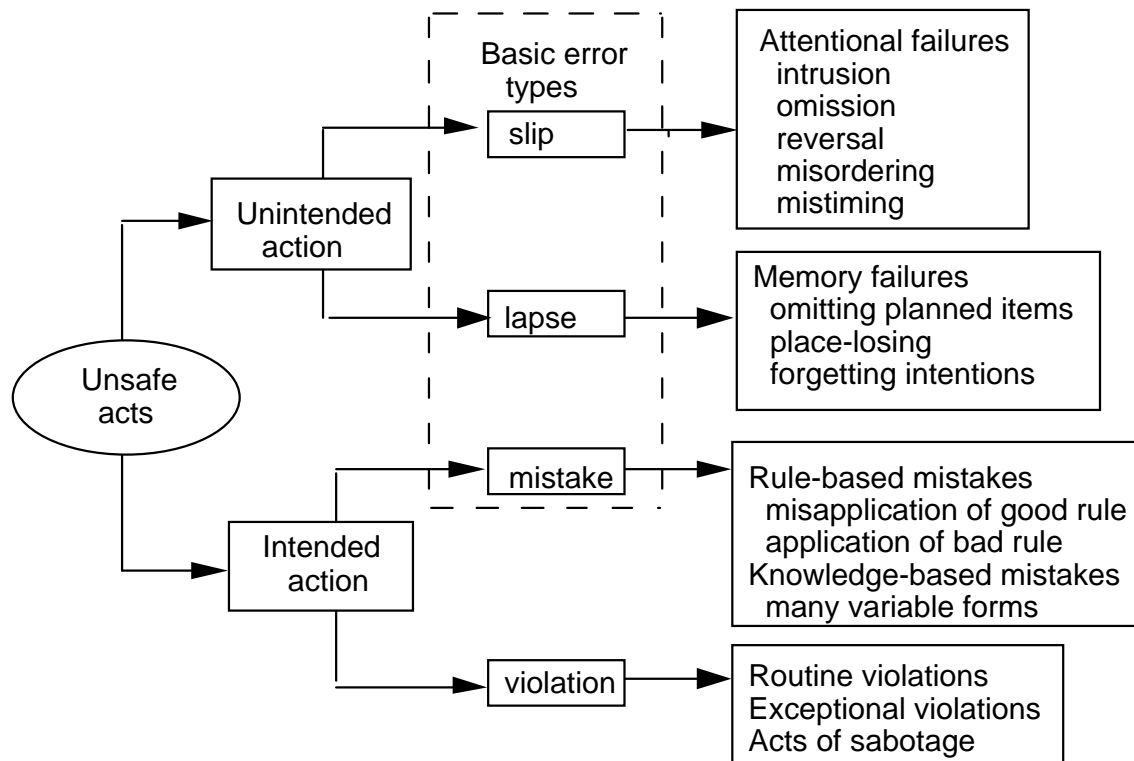 Basic error
types
slip
Attentional failures
intrusion
omission
reversal
misordering
mistiming
Unintended
action
lapse
Memory failures
omitting planned items
place-losing
forgetting intentions
Unsafe
acts
mistake
Rule-based mistakes
misapplication of good rule
application of bad rule
Knowledge-based mistakes
many variable forms
Intended
action
violation
Routine violations
Exceptional violations
Acts of sabotage